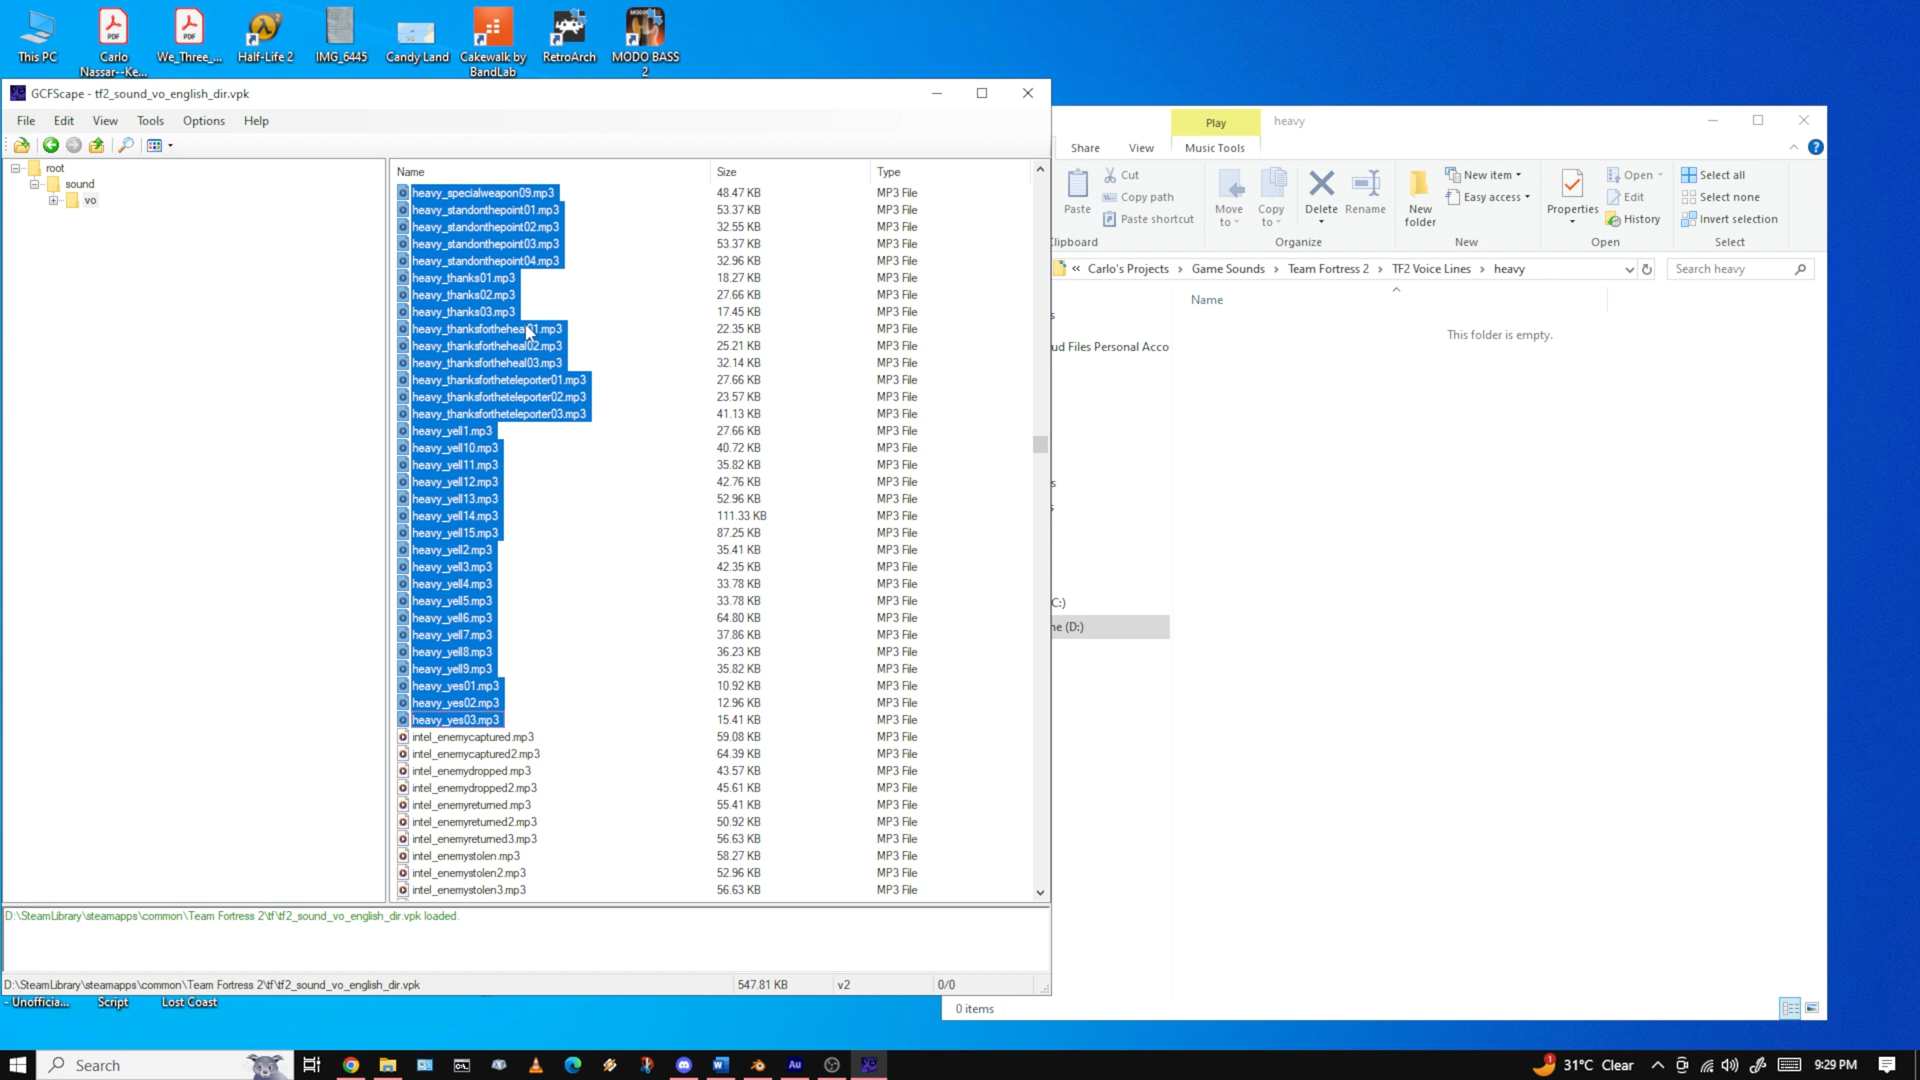 This PC
Carlo Nassar--Ke...
We_Three_...
Half-Life 2
IMG_6445
Candy Land
Cakewalk by BandLab
RetroArch
MODO BASS 2
GCFScape - tf2_sound_vo_english_dir.vpk
File Edit View Tools Options Help
root
sound
vo
Name Size Type
heavy_specialweapon09.mp3 48.47 KB MP3 File
heavy_standonthepoint01.mp3 53.37 KB MP3 File
heavy_standonthepoint02.mp3 32.55 KB MP3 File
heavy_standonthepoint03.mp3 53.37 KB MP3 File
heavy_standonthepoint04.mp3 32.96 KB MP3 File
heavy_thanks01.mp3 18.27 KB MP3 File
heavy_thanks02.mp3 27.66 KB MP3 File
heavy_thanks03.mp3 17.45 KB MP3 File
heavy_thanksfortheheal01.mp3 22.35 KB MP3 File
heavy_thanksfortheheal02.mp3 25.21 KB MP3 File
heavy_thanksfortheheal03.mp3 32.14 KB MP3 File
heavy_thanksfortheteleporter01.mp3 27.66 KB MP3 File
heavy_thanksfortheteleporter02.mp3 23.57 KB MP3 File
heavy_thanksfortheteleporter03.mp3 41.13 KB MP3 File
heavy_yell1.mp3 27.66 KB MP3 File
heavy_yell10.mp3 40.72 KB MP3 File
heavy_yell11.mp3 35.82 KB MP3 File
heavy_yell12.mp3 42.76 KB MP3 File
heavy_yell13.mp3 52.96 KB MP3 File
heavy_yell14.mp3 111.33 KB MP3 File
heavy_yell15.mp3 87.25 KB MP3 File
heavy_yell2.mp3 35.41 KB MP3 File
heavy_yell3.mp3 42.35 KB MP3 File
heavy_yell4.mp3 33.78 KB MP3 File
heavy_yell5.mp3 33.78 KB MP3 File
heavy_yell6.mp3 64.80 KB MP3 File
heavy_yell7.mp3 37.86 KB MP3 File
heavy_yell8.mp3 36.23 KB MP3 File
heavy_yell9.mp3 35.82 KB MP3 File
heavy_yes01.mp3 10.92 KB MP3 File
heavy_yes02.mp3 12.96 KB MP3 File
heavy_yes03.mp3 15.41 KB MP3 File
intel_enemycaptured.mp3 59.08 KB MP3 File
intel_enemycaptured2.mp3 64.39 KB MP3 File
intel_enemydropped.mp3 43.57 KB MP3 File
intel_enemydropped2.mp3 45.61 KB MP3 File
intel_enemyreturned.mp3 55.41 KB MP3 File
intel_enemyreturned2.mp3 50.92 KB MP3 File
intel_enemyreturned3.mp3 56.63 KB MP3 File
intel_enemystolen.mp3 58.27 KB MP3 File
intel_enemystolen2.mp3 52.96 KB MP3 File
intel_enemystolen3.mp3 56.63 KB MP3 File
D:\SteamLibrary\steamapps\common\Team Fortress 2\tf\tf2_sound_vo_english_dir.vpk loaded.
D:\SteamLibrary\steamapps\common\Team Fortress 2\tf\tf2_sound_vo_english_dir.vpk 547.81 KB v2 0/0
Play heavy
Share View Music Tools
Paste
Cut
Copy path
Paste shortcut
Clipboard
Move to
Copy to
Delete
Rename
Organize
New folder
New item
Easy access
New
Properties
Open
Edit
History
Open
Select all
Select none
Invert selection
Select
« Carlo's Projects › Game Sounds › Team Fortress 2 › TF2 Voice Lines › heavy
Search heavy
Name
s
This folder is empty.
ud Files Personal Acco
s
s
C:)
ne (D:)
0 items
- Unofficia...
Script
Lost Coast
Search
Au
1
31°C Clear
9:29 PM